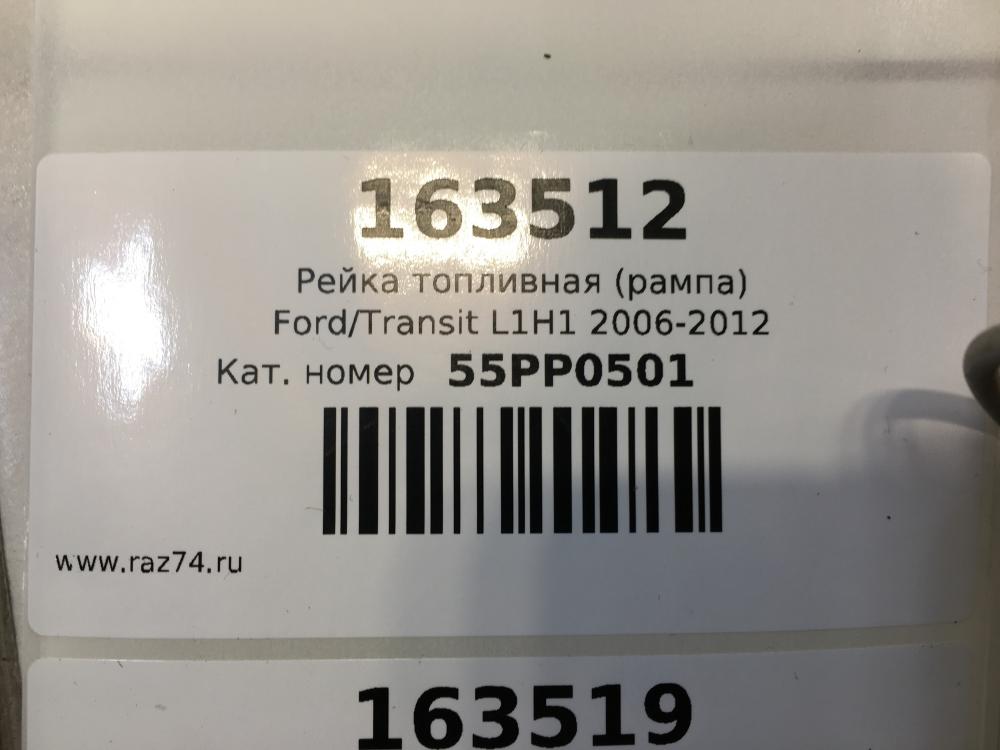 163512
Рейка топливная (рампа)
Ford/Transit L1H1 2006-2012
Кат. номер 55PP0501
www.raz74.ru
163519